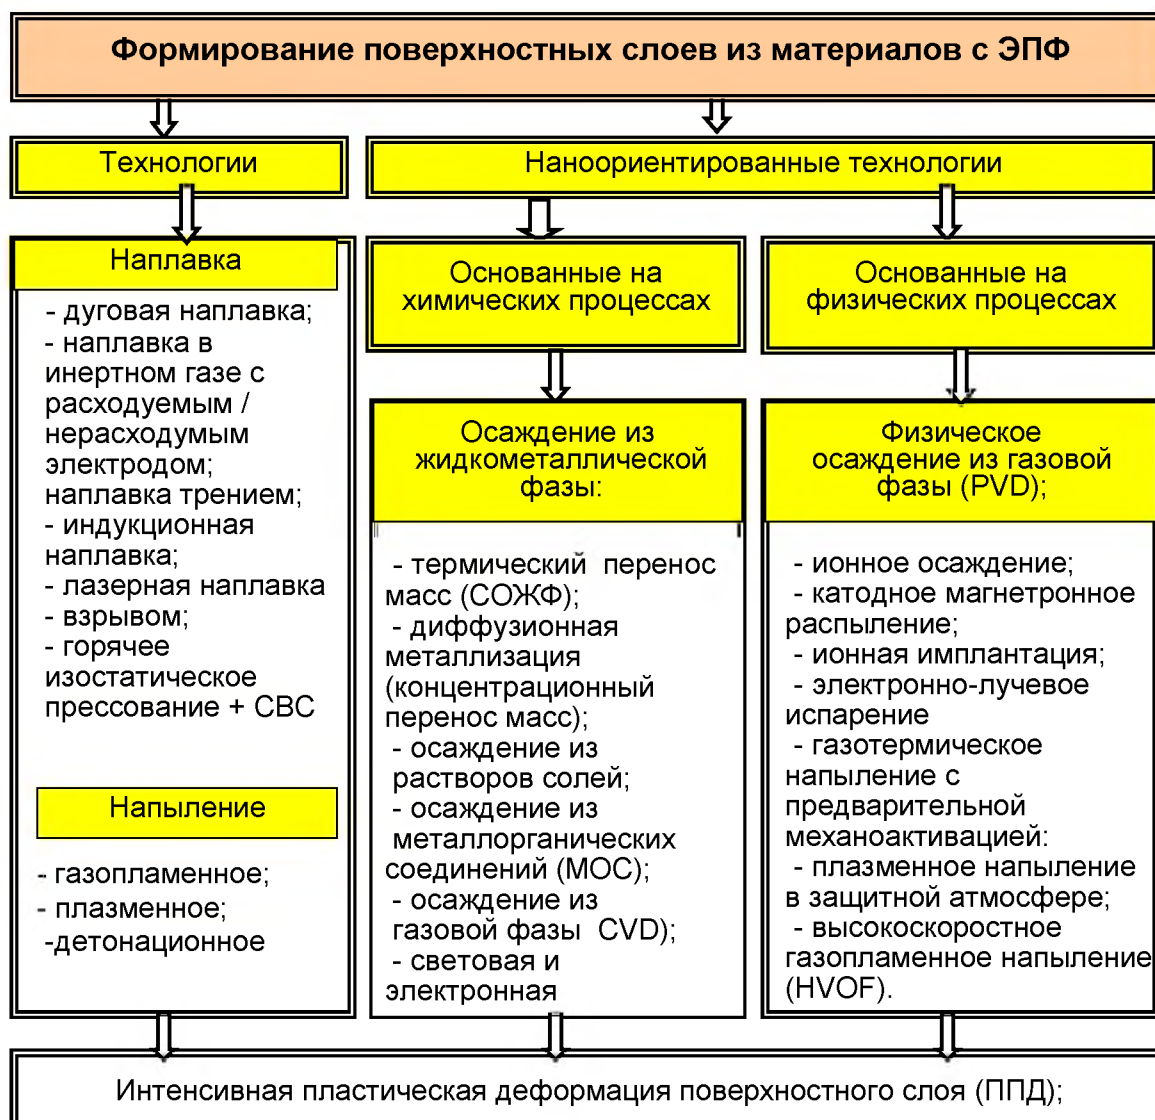 Формирование поверхностных слоев из материалов с ЭПФ
Технологии
Наноориентированные технологии
Наплавка
- дуговая наплавка;
- наплавка в
инертном газе с
расходуемым /
нерасходумым
электродом;
наплавка трением;
- индукционная
наплавка;
- лазерная наплавка
- взрывом;
- горячее
изостатическое
прессование + СВС
Напыление
- газопламенное;
- плазменное;
-детонационное
Основанные на
химических процессах
Осаждение из
жидкометаллической
фазы:
- термический перенос
масс (СОЖФ);
- диффузионная
металлизация
(концентрационный
перенос масс);
- осаждение из
растворов солей;
- осаждение из
металлорганических
соединений (МОС);
- осаждение из
газовой фазы CVD);
- световая и
электронная
Основанные на
физических процессах
Физическое
осаждение из газовой
фазы (PVD);
- ионное осаждение;
- катодное магнетронное
распыление;
- ионная имплантация;
- электронно-лучевое
испарение
- газотермическое
напыление с
предварительной
механоактивацией:
- плазменное напыление
в защитной атмосфере;
- высокоскоростное
газопламенное напыление
(HVOF).
Интенсивная пластическая деформация поверхностного слоя (ППД);